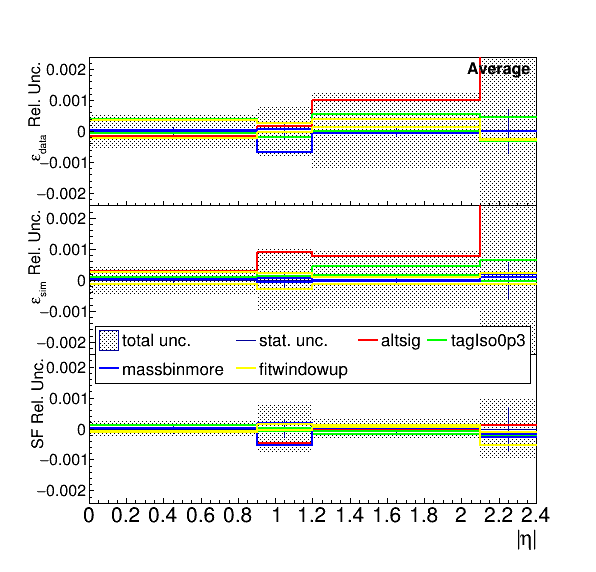 Average
ε data Rel. Unc.
0.002
0.001
0
−0.001
−0.002
ε sim Rel. Unc.
0.002
0.001
0
−0.001
−0.002
total unc. stat. unc. altsig tagIso0p3
massbinmore fitwindowup
SF Rel. Unc.
0.002
0.001
0
−0.001
−0.002
0 0.2 0.4 0.6 0.8 1 1.2 1.4 1.6 1.8 2 2.2 2.4
|η|